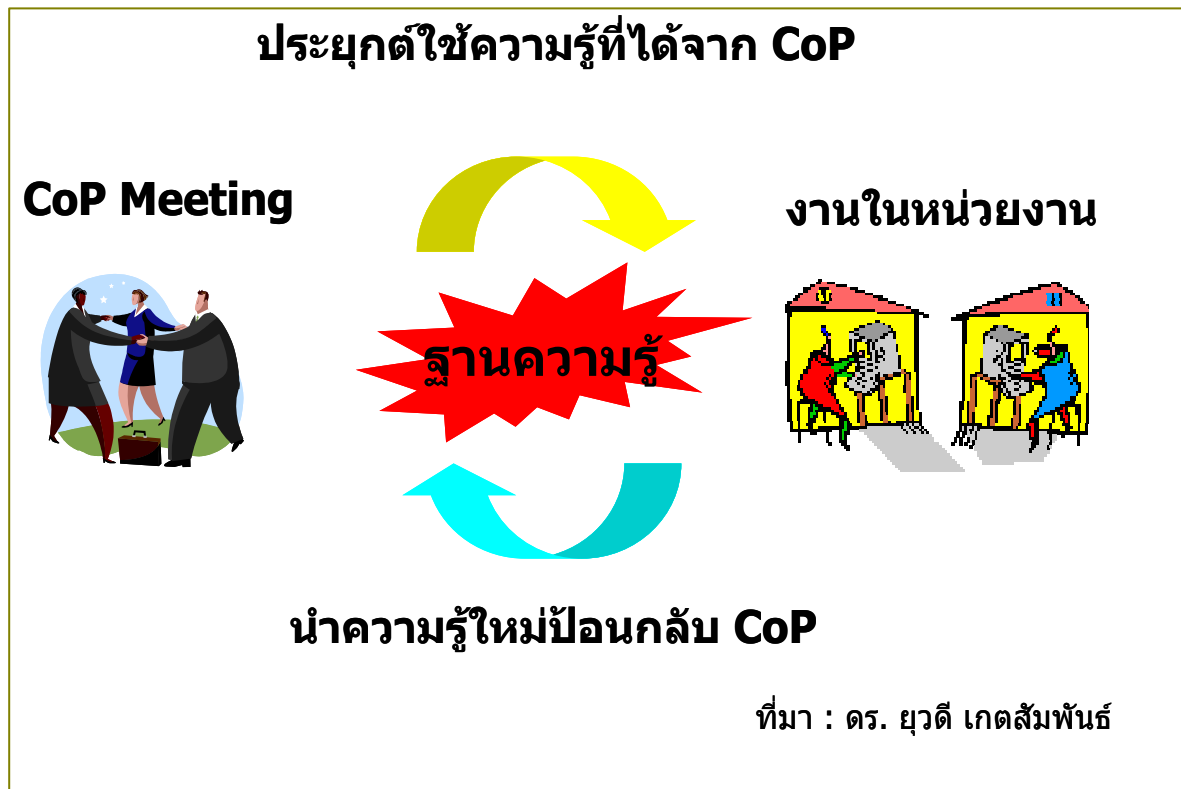 ประยุกต์ใช้ความรู้ที่ได้จาก CoP
CoP Meeting
งานในหน่วยงาน
ฐานความรู้
นำความรู้ใหม่ป้อนกลับ CoP
ที่มา : ดร. ยุวดี เกตสัมพันธ์